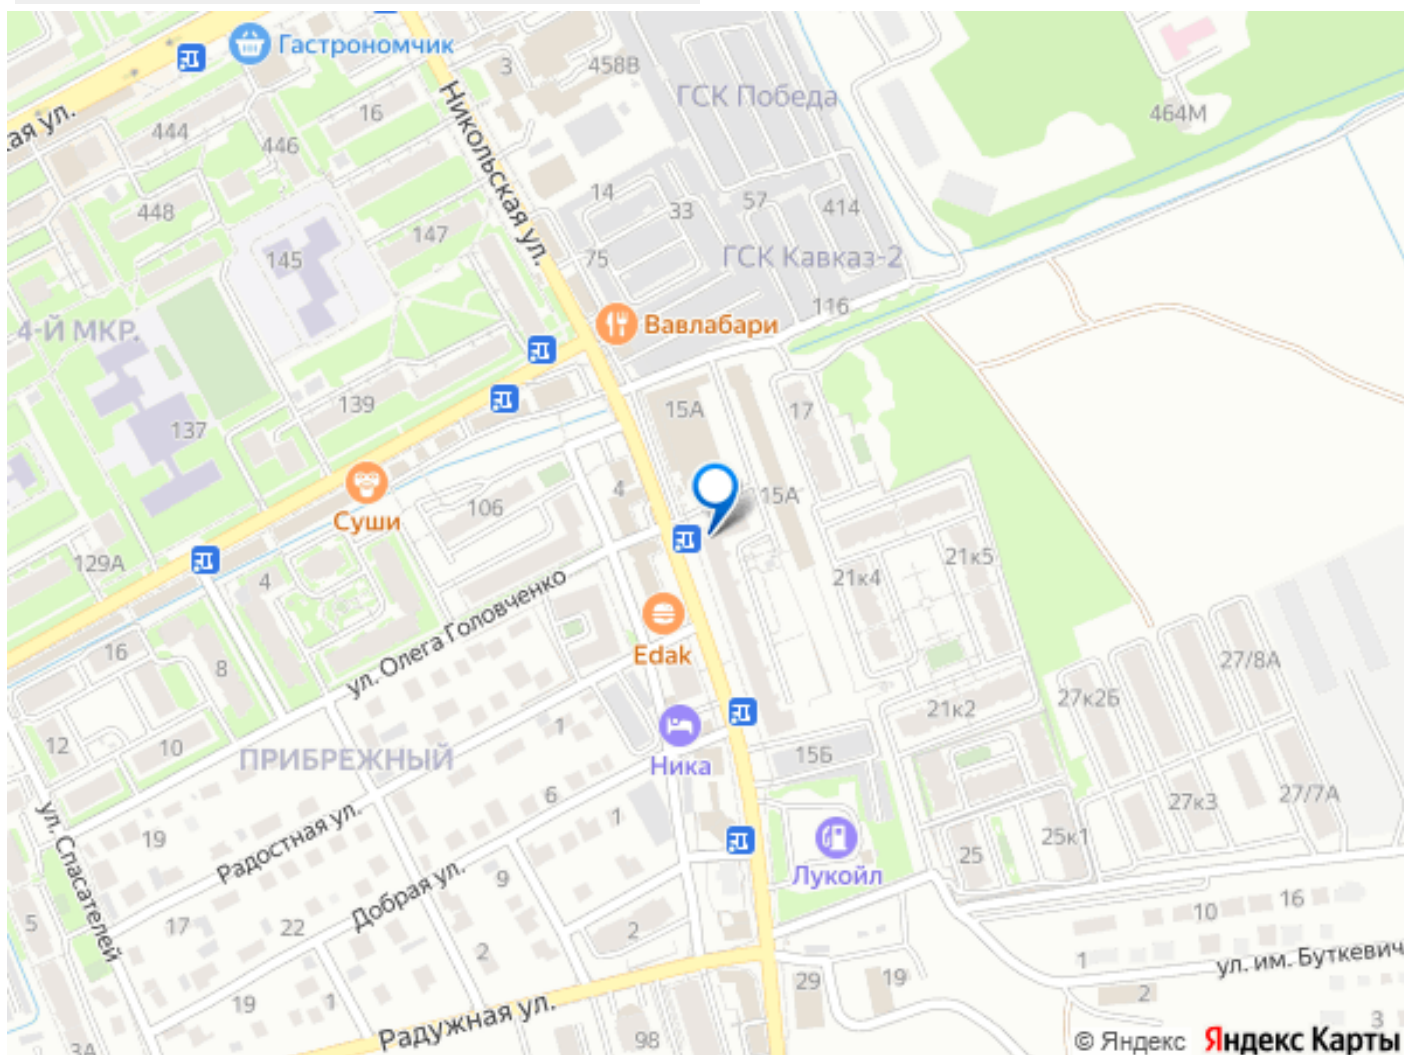 Гастрономчик
3
458В
ГСК Победа
464М
16
444
446
Никольская ул.
ая ул.
448
147
145
14
33
57
414
75
ГСК Кавказ-2
116
4-Й МКР.
Вавлабари
139
137
15А
17
15А
4
106
Суши
129А
4
21к4
21к5
ул. Олега Головченко
Edak
16
8
27/8А
27к2Б
21к2
12
10
ПРИБРЕЖНЫЙ
1
Ника
15Б
6
1
27к3
27/7А
19
Радостная ул.
ул. Спасателей
Лукойл
25
25к1
9
Добрая ул.
5
17
22
2
2
10
16
1
ул. им. Буткевич
19
1
29
19
2
Радужная ул.
98
3А
3
© Яндекс Яндекс Карты